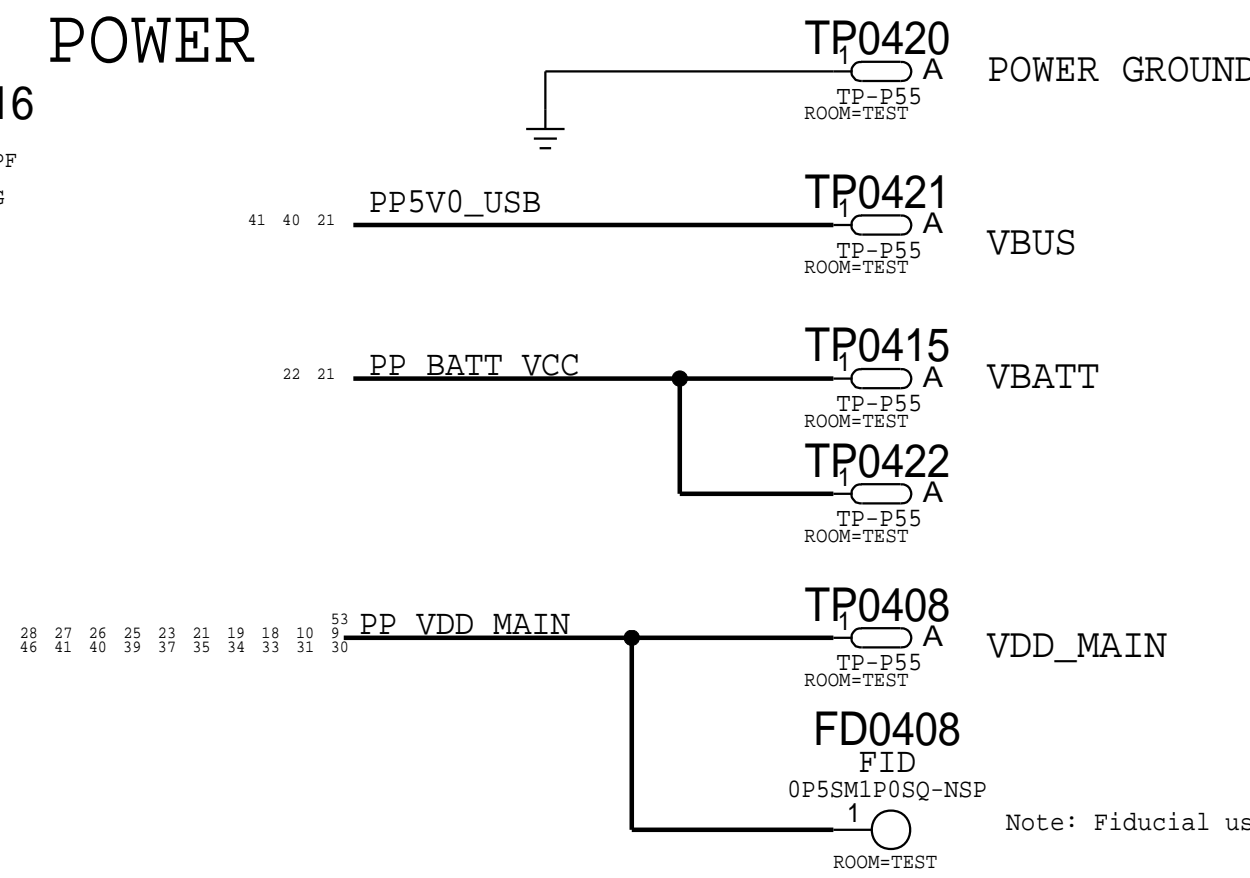 POWER
16
PF
G
TP0420
1
A
TP-P55
ROOM=TEST
POWER GROUND
41 40 21
PP5V0_USB
TP0421
1
A
TP-P55
ROOM=TEST
VBUS
22 21
PP_BATT_VCC
TP0415
1
A
TP-P55
ROOM=TEST
VBATT
TP0422
1
A
TP-P55
ROOM=TEST
53
28 27 26 25 23 21 19 18 10 9
46 41 40 39 37 35 34 33 31 30
PP_VDD_MAIN
TP0408
1
A
TP-P55
ROOM=TEST
VDD_MAIN
FD0408
FID
0P5SM1P0SQ-NSP
1
ROOM=TEST
Note: Fiducial us